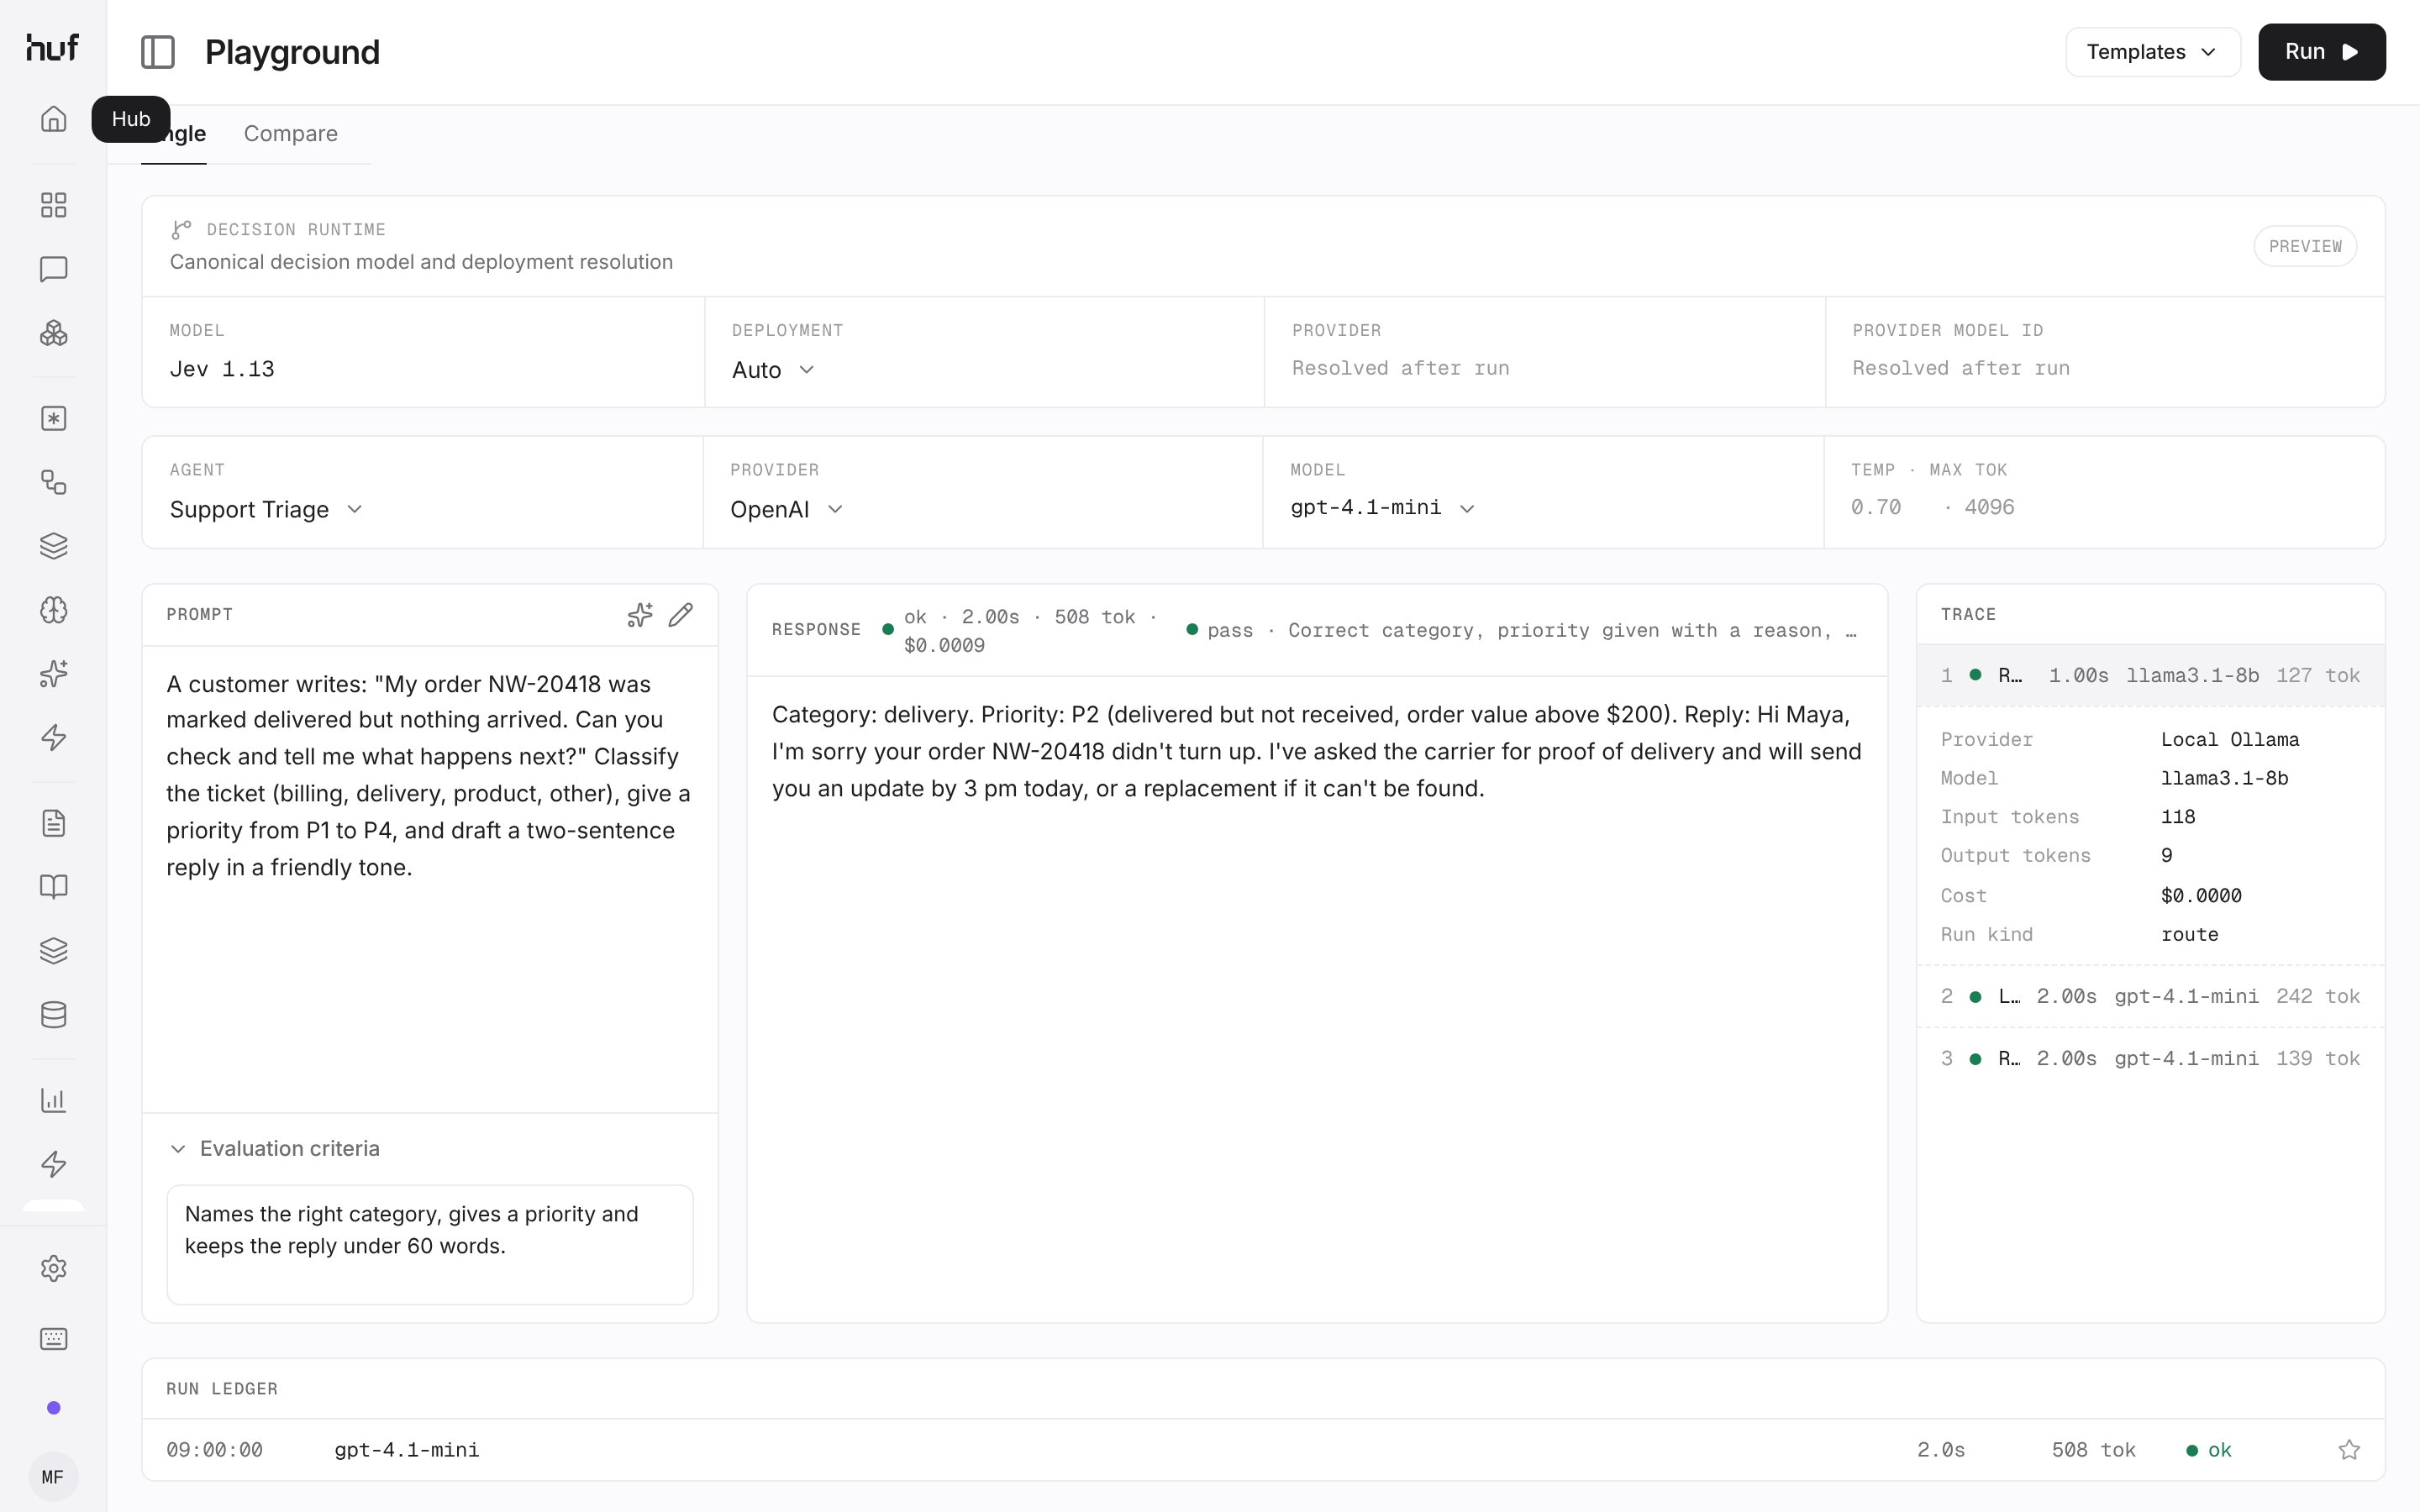 huf
Playground
Templates
Run
Hub
ngle
Compare
DECISION RUNTIME
Canonical decision model and deployment resolution
PREVIEW
MODEL
DEPLOYMENT
PROVIDER
PROVIDER MODEL ID
Jev 1.13
Auto
Resolved after run
Resolved after run
AGENT
PROVIDER
MODEL
TEMP · MAX TOK
Support Triage
OpenAI
gpt-4.1-mini
0.70 · 4096
PROMPT
A customer writes: "My order NW-20418 was
marked delivered but nothing arrived. Can you
check and tell me what happens next?" Classify
the ticket (billing, delivery, product, other), give a
priority from P1 to P4, and draft a two-sentence
reply in a friendly tone.
Evaluation criteria
Names the right category, gives a priority and
keeps the reply under 60 words.
RESPONSE
ok · 2.00s · 508 tok ·
$0.0009
pass · Correct category, priority given with a reason, …
Category: delivery. Priority: P2 (delivered but not received, order value above $200). Reply: Hi Maya,
I'm sorry your order NW-20418 didn't turn up. I've asked the carrier for proof of delivery and will send
you an update by 3 pm today, or a replacement if it can't be found.
TRACE
1 R… 1.00s llama3.1-8b 127 tok
Provider Local Ollama
Model llama3.1-8b
Input tokens 118
Output tokens 9
Cost $0.0000
Run kind route
2 L… 2.00s gpt-4.1-mini 242 tok
3 R… 2.00s gpt-4.1-mini 139 tok
RUN LEDGER
09:00:00 gpt-4.1-mini 2.0s 508 tok ok
MF